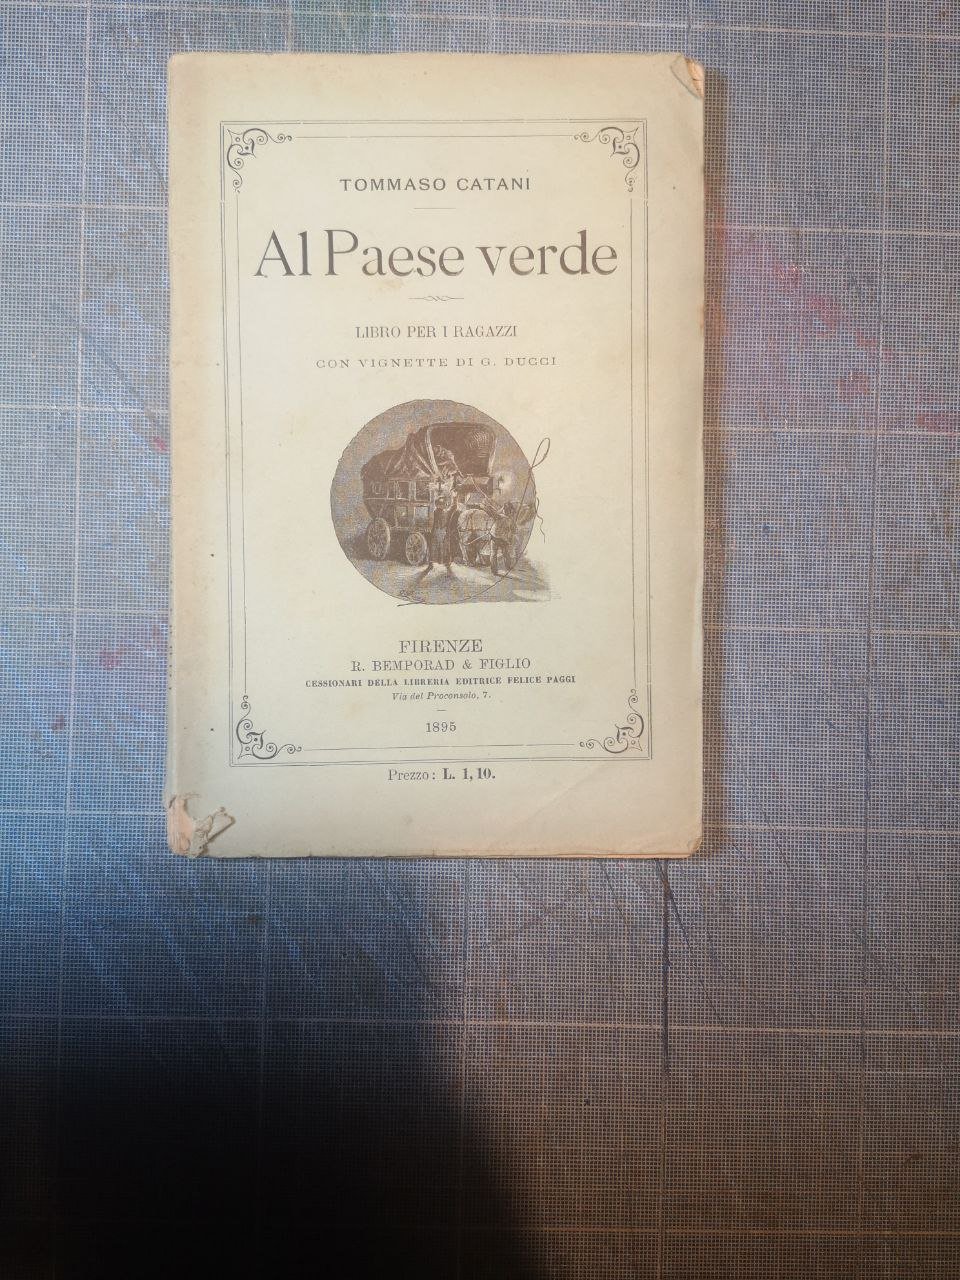 TOMMASO CATANI
Al Paese verde
LIBRO PER I RAGAZZI
CON VIGNETTE DI G. DUCCI
FIRENZE
R. BEMPORAD & FIGLIO
CESSIONARI DELLA LIBRERIA EDITRICE FELICE PAGGI
Via del Proconsolo, 7.
1895
Prezzo: L. 1,10.